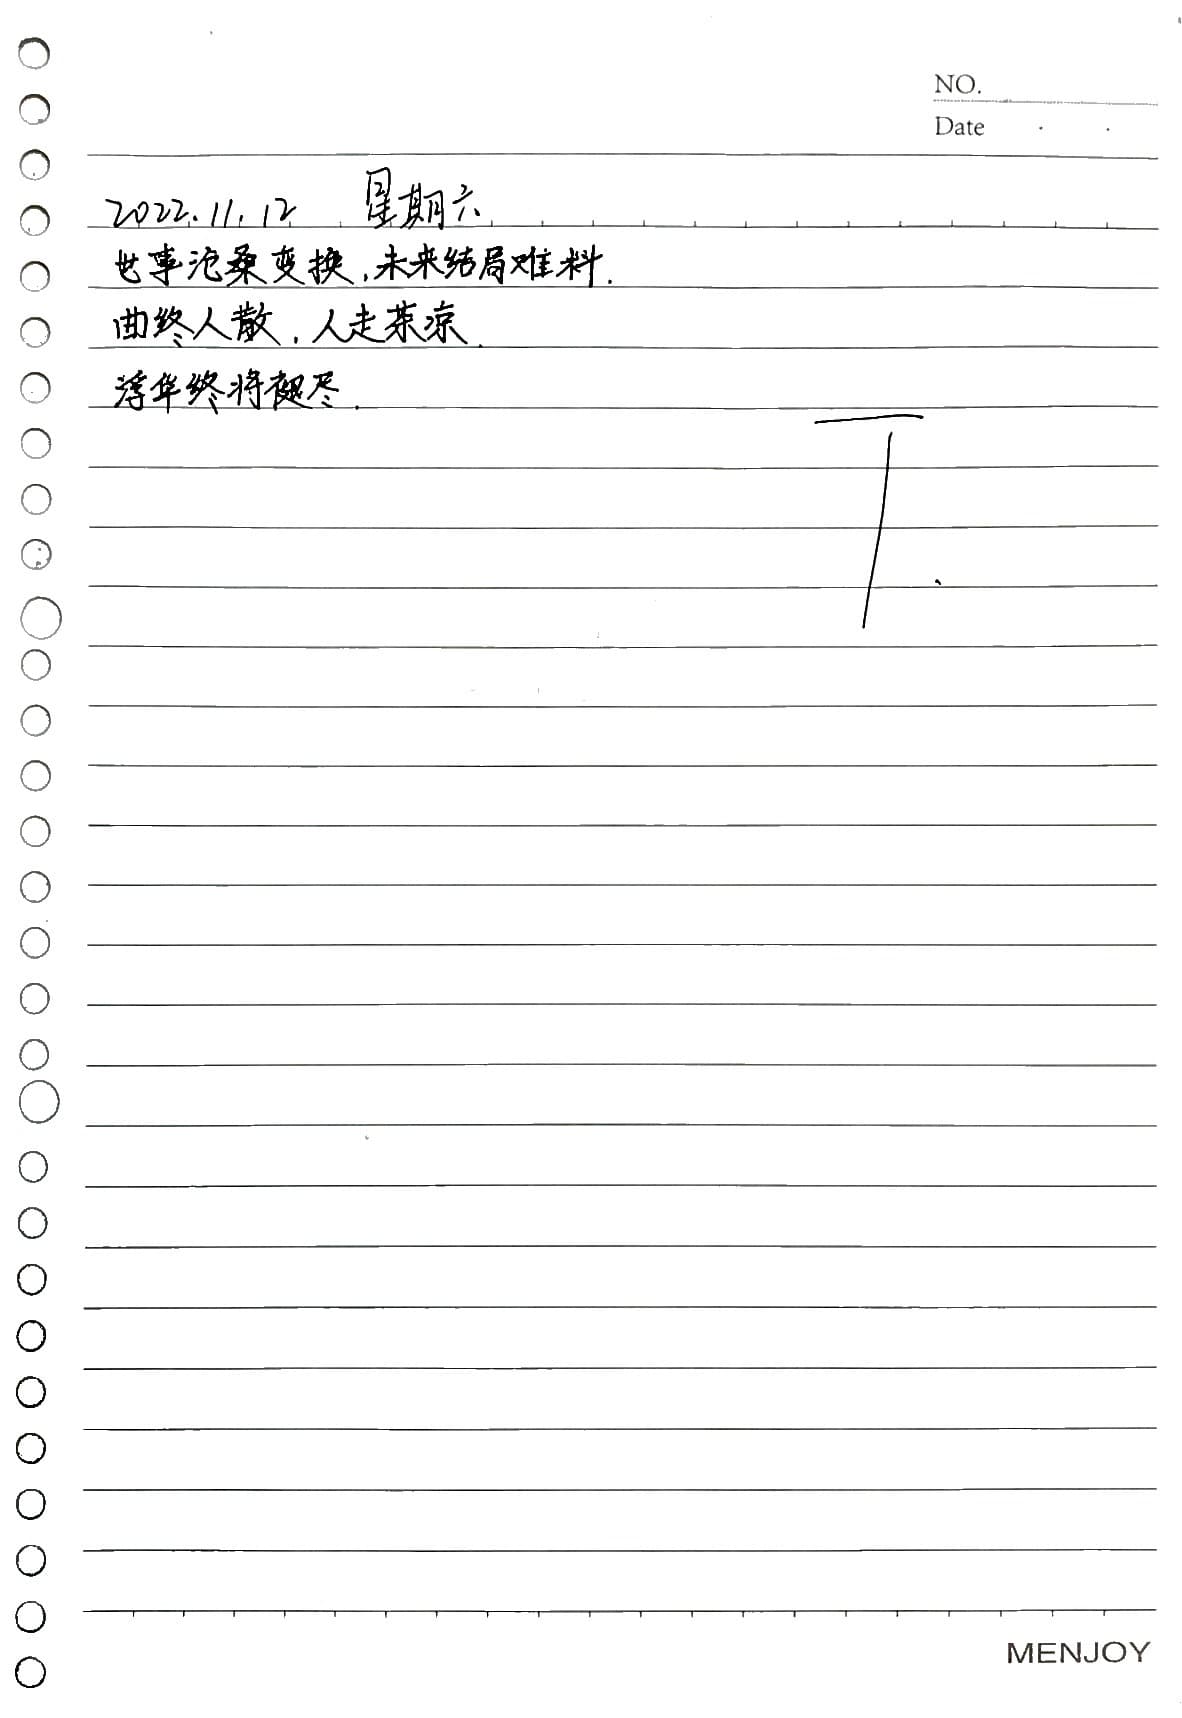 NO.
Date . .
2022.11.12 星期六
世事沧桑变换,未来结局难料.
曲终人散,人走茶凉.
浮华终将褪尽.
T.
MENJOY